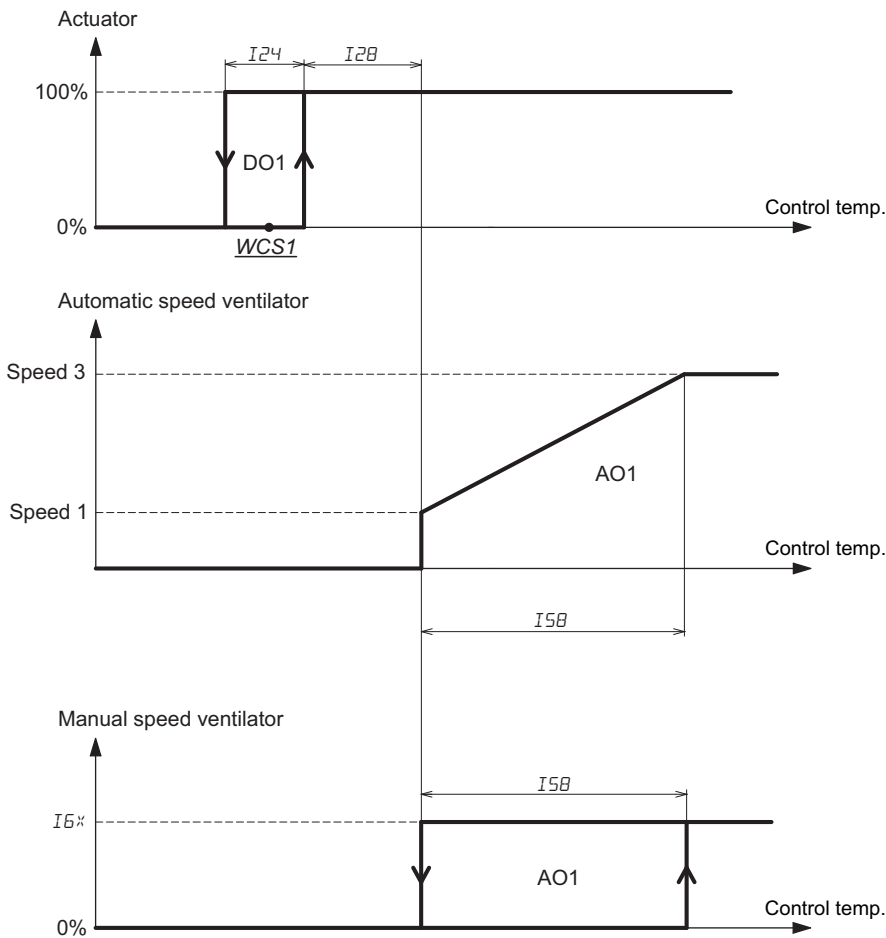 Actuator
I24 I28
100%
DO1
Control temp.
0%
WCS1
Automatic speed ventilator
Speed 3
AO1
Speed 1
Control temp.
I58
Manual speed ventilator
I58
I6x
AO1
Control temp.
0%